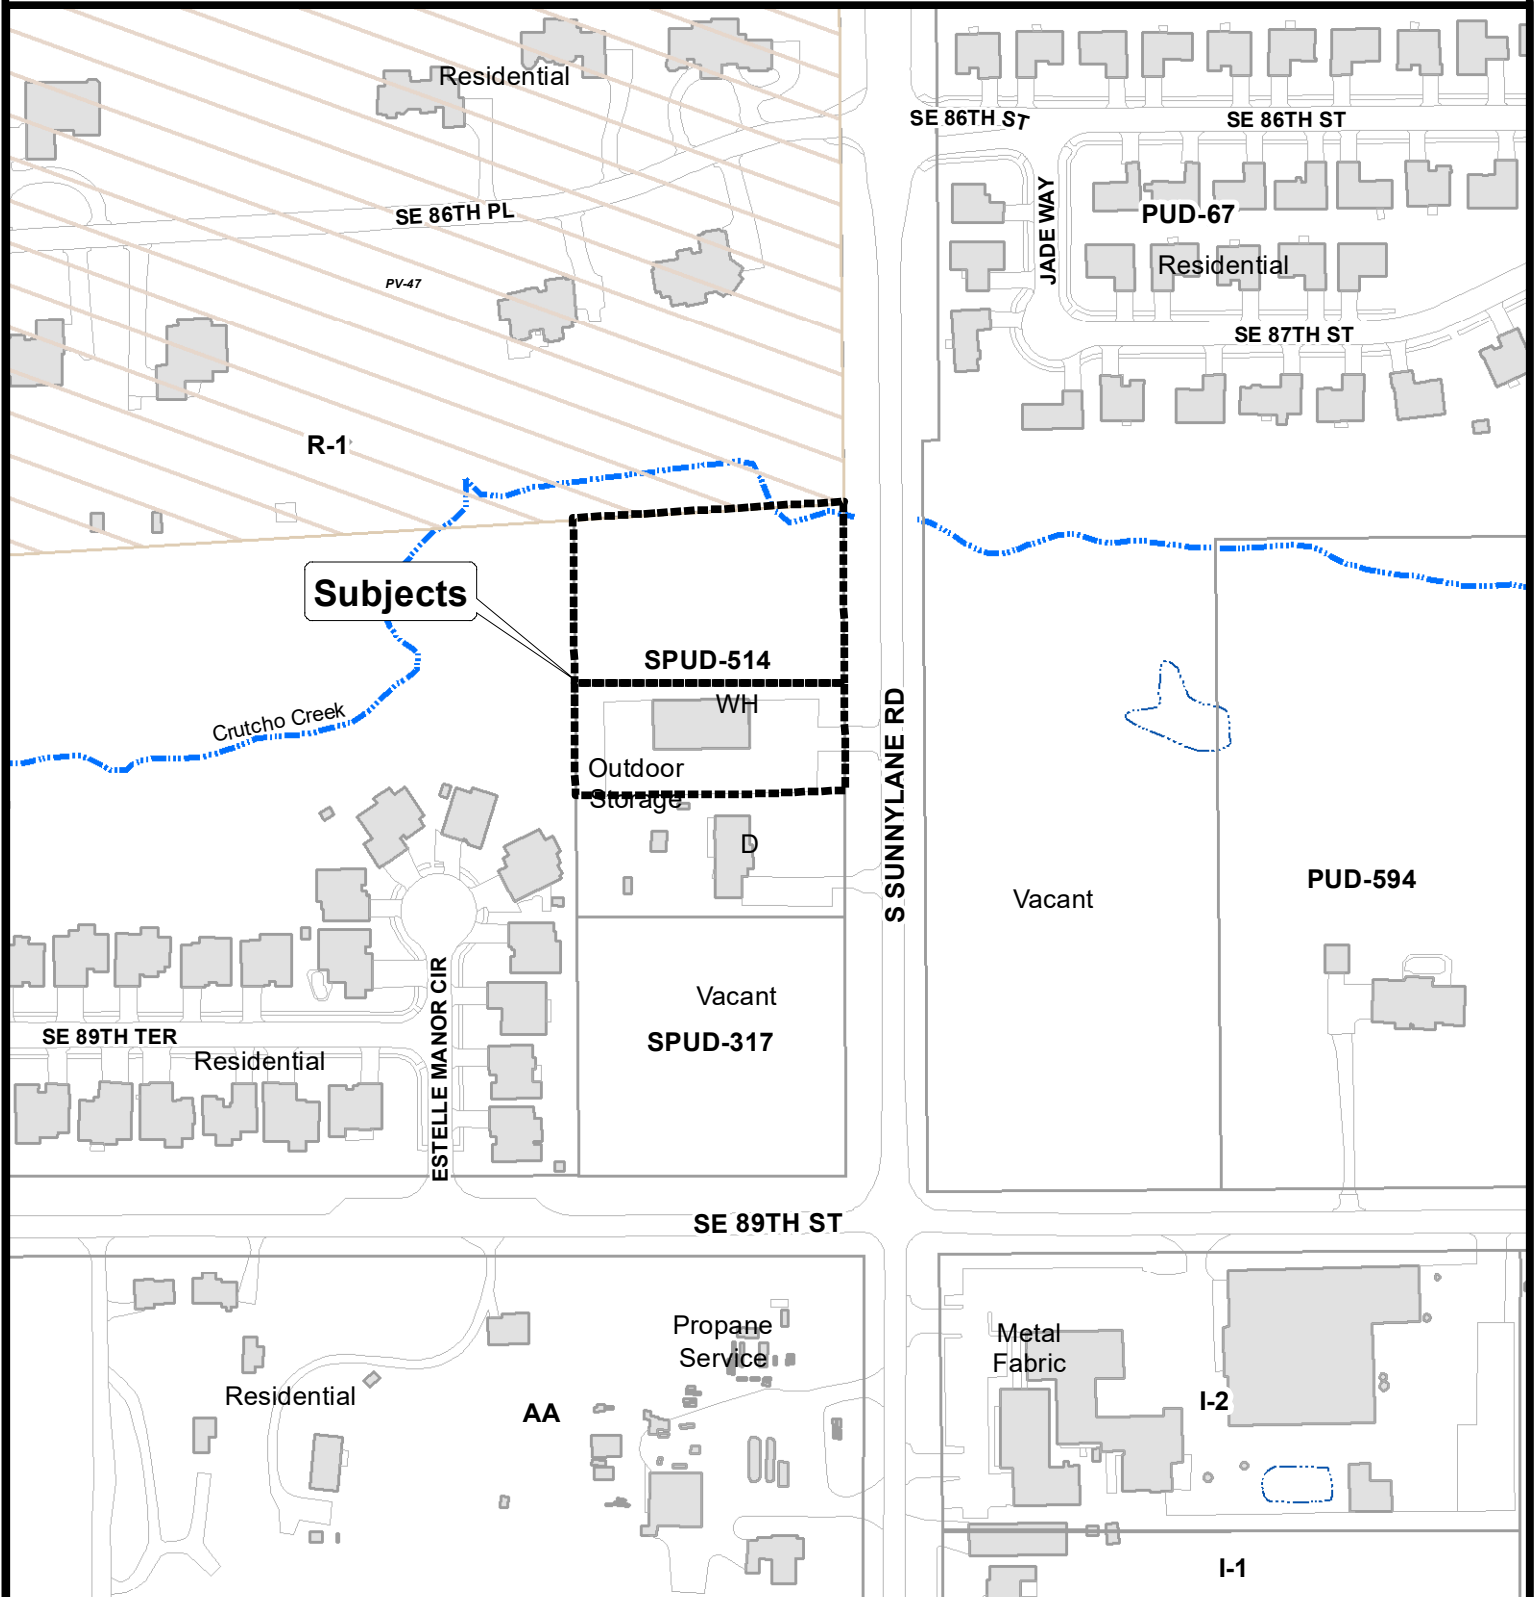 Residential
SE 86TH ST
SE 86TH ST
SE 86TH PL
JADE WAY
PUD-67
Residential
PV-47
SE 87TH ST
R-1
Subjects
SPUD-514
WH
Crutcho Creek
Outdoor
Storage
S SUNNYLANE RD
D
PUD-594
Vacant
Vacant
SPUD-317
SE 89TH TER
Residential
ESTELLE MANOR CIR
SE 89TH ST
Propane
Service
Metal
Fabric
Residential
AA
I-2
I-1